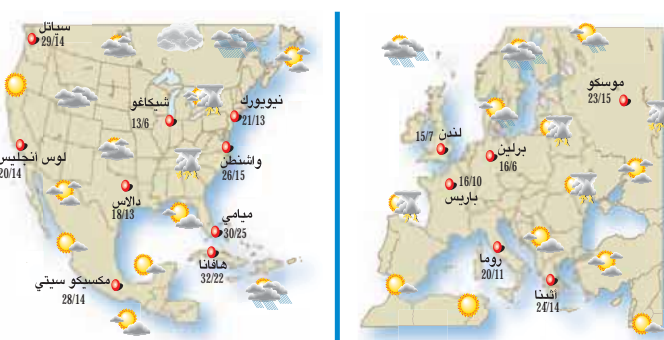 سياتل
29/14
شيكاغو
13/6
نيويورك
21/13
لوس أنجليس
20/14
واشنطن
26/15
دالاس
18/13
ميامي
30/25
هافانا
32/22
مكسيكو سيتي
28/14
موسكو
23/15
لندن
15/7
برلين
16/6
16/10
باريس
روما
20/11
أثينا
24/14